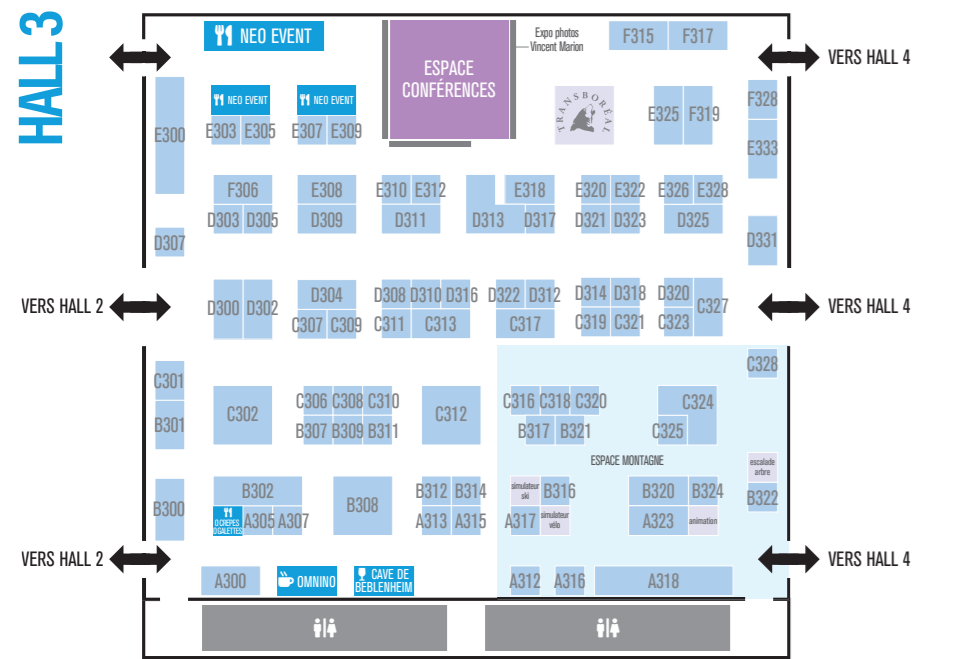 HALL 3
NEO EVENT
Expo photos
Vincent Marion
F315 F317
ESPACE
CONFÉRENCES
VERS HALL 4
NEO EVENT NEO EVENT
TRANSBORÉAL
F328
E300 E303 E305 E307 E309 E325 F319
E333
F306 E308 E310 E312 E318 E320 E322 E326 E328
D303 D305 D309 D311 D313 D317 D321 D323 D325
D307 D331
VERS HALL 2 D300 D302 D304 D308 D310 D316 D322 D312 D314 D318 D320 C327 VERS HALL 4
C307 C309 C311 C313 C317 C319 C321 C323
C328
C301
C302 C306 C308 C310 C312 C316 C318 C320 C324
B301 B307 B309 B311 B317 B321 C325
ESPACE MONTAGNE
escalade
arbre
B300 B302 B308 B312 B314 simulateur
ski
B316 B320 B324 B322
O CREPES
O GALETTES
A305 A307 A313 A315 A317 simulateur
vélo
A323 animation
VERS HALL 2 VERS HALL 4
A300 OMNINO CAVE DE
BEBLENHEIM
A312 A316 A318